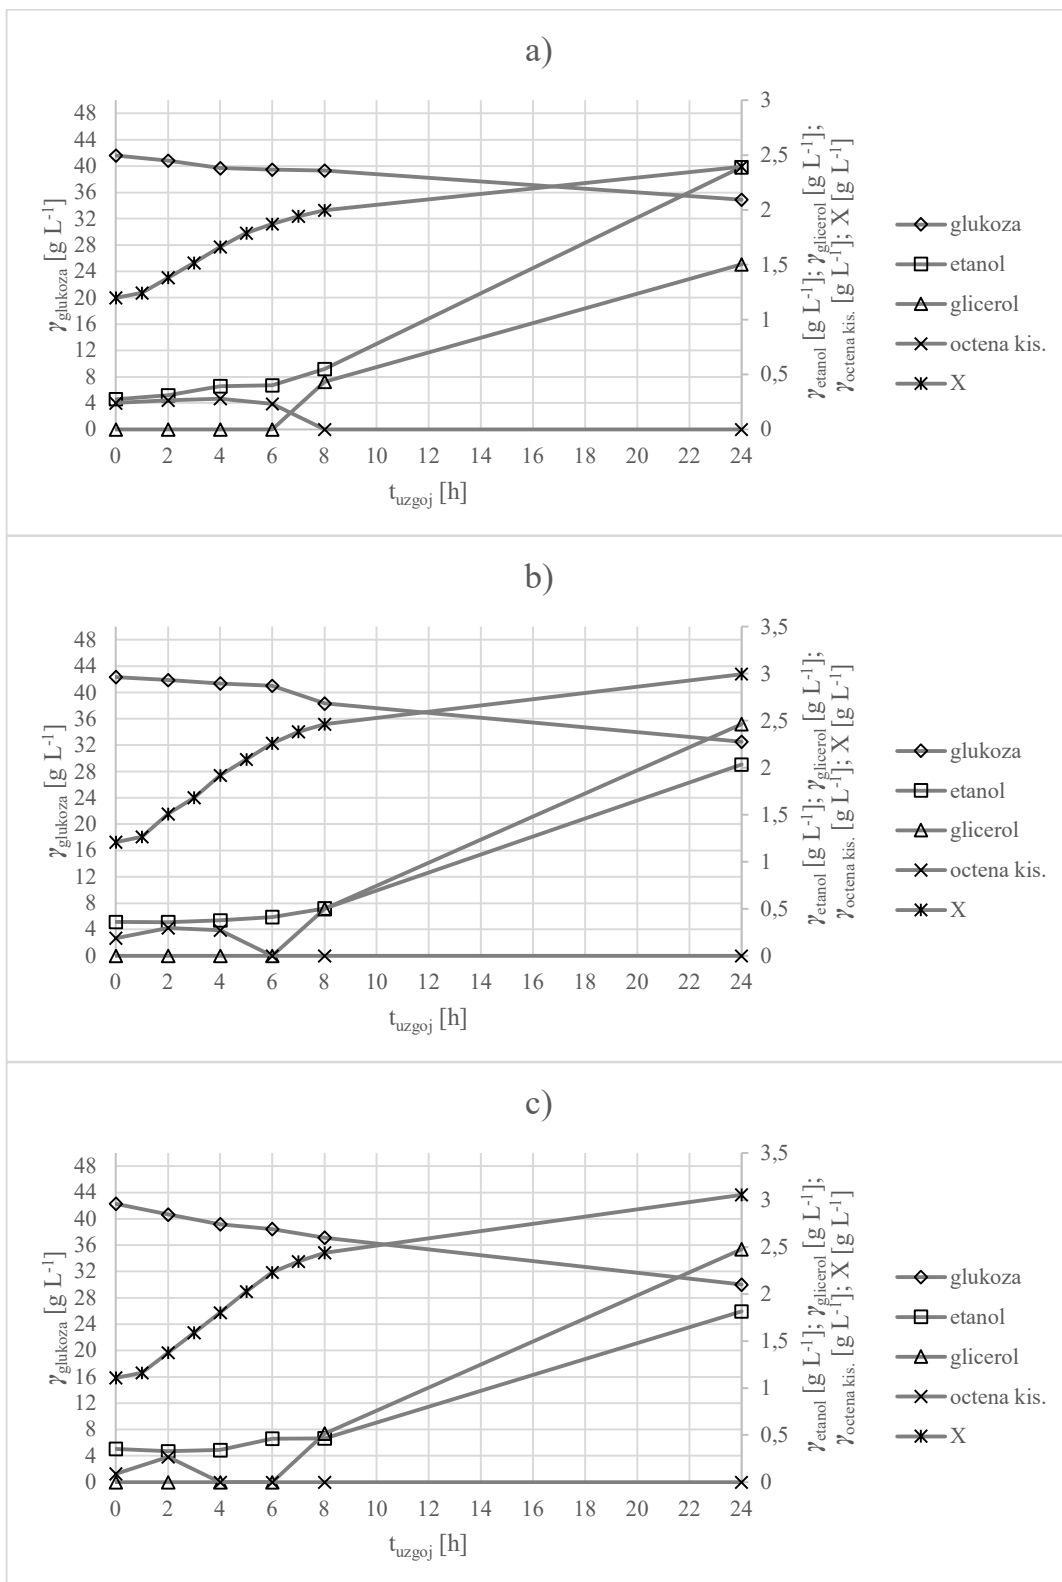 a)
48
44
40
36
32
28
24
20
16
12
8
4
0
γglukoza [g L-1]
3
2,5
2
1,5
1
0,5
0
γetanol [g L-1]; γglicerol [g L-1];
γoctena kis. [g L-1]; X [g L-1]
0 2 4 6 8 10 12 14 16 18 20 22 24
tuzgoj [h]
glukoza
etanol
glicerol
octena kis.
X
b)
48
44
40
36
32
28
24
20
16
12
8
4
0
γglukoza [g L-1]
3,5
3
2,5
2
1,5
1
0,5
0
γetanol [g L-1]; γglicerol [g L-1];
γoctena kis. [g L-1]; X [g L-1]
0 2 4 6 8 10 12 14 16 18 20 22 24
tuzgoj [h]
glukoza
etanol
glicerol
octena kis.
X
c)
48
44
40
36
32
28
24
20
16
12
8
4
0
γglukoza [g L-1]
3,5
3
2,5
2
1,5
1
0,5
0
γetanol [g L-1]; γglicerol [g L-1];
γoctena kis. [g L-1]; X [g L-1]
0 2 4 6 8 10 12 14 16 18 20 22 24
tuzgoj [h]
glukoza
etanol
glicerol
octena kis.
X